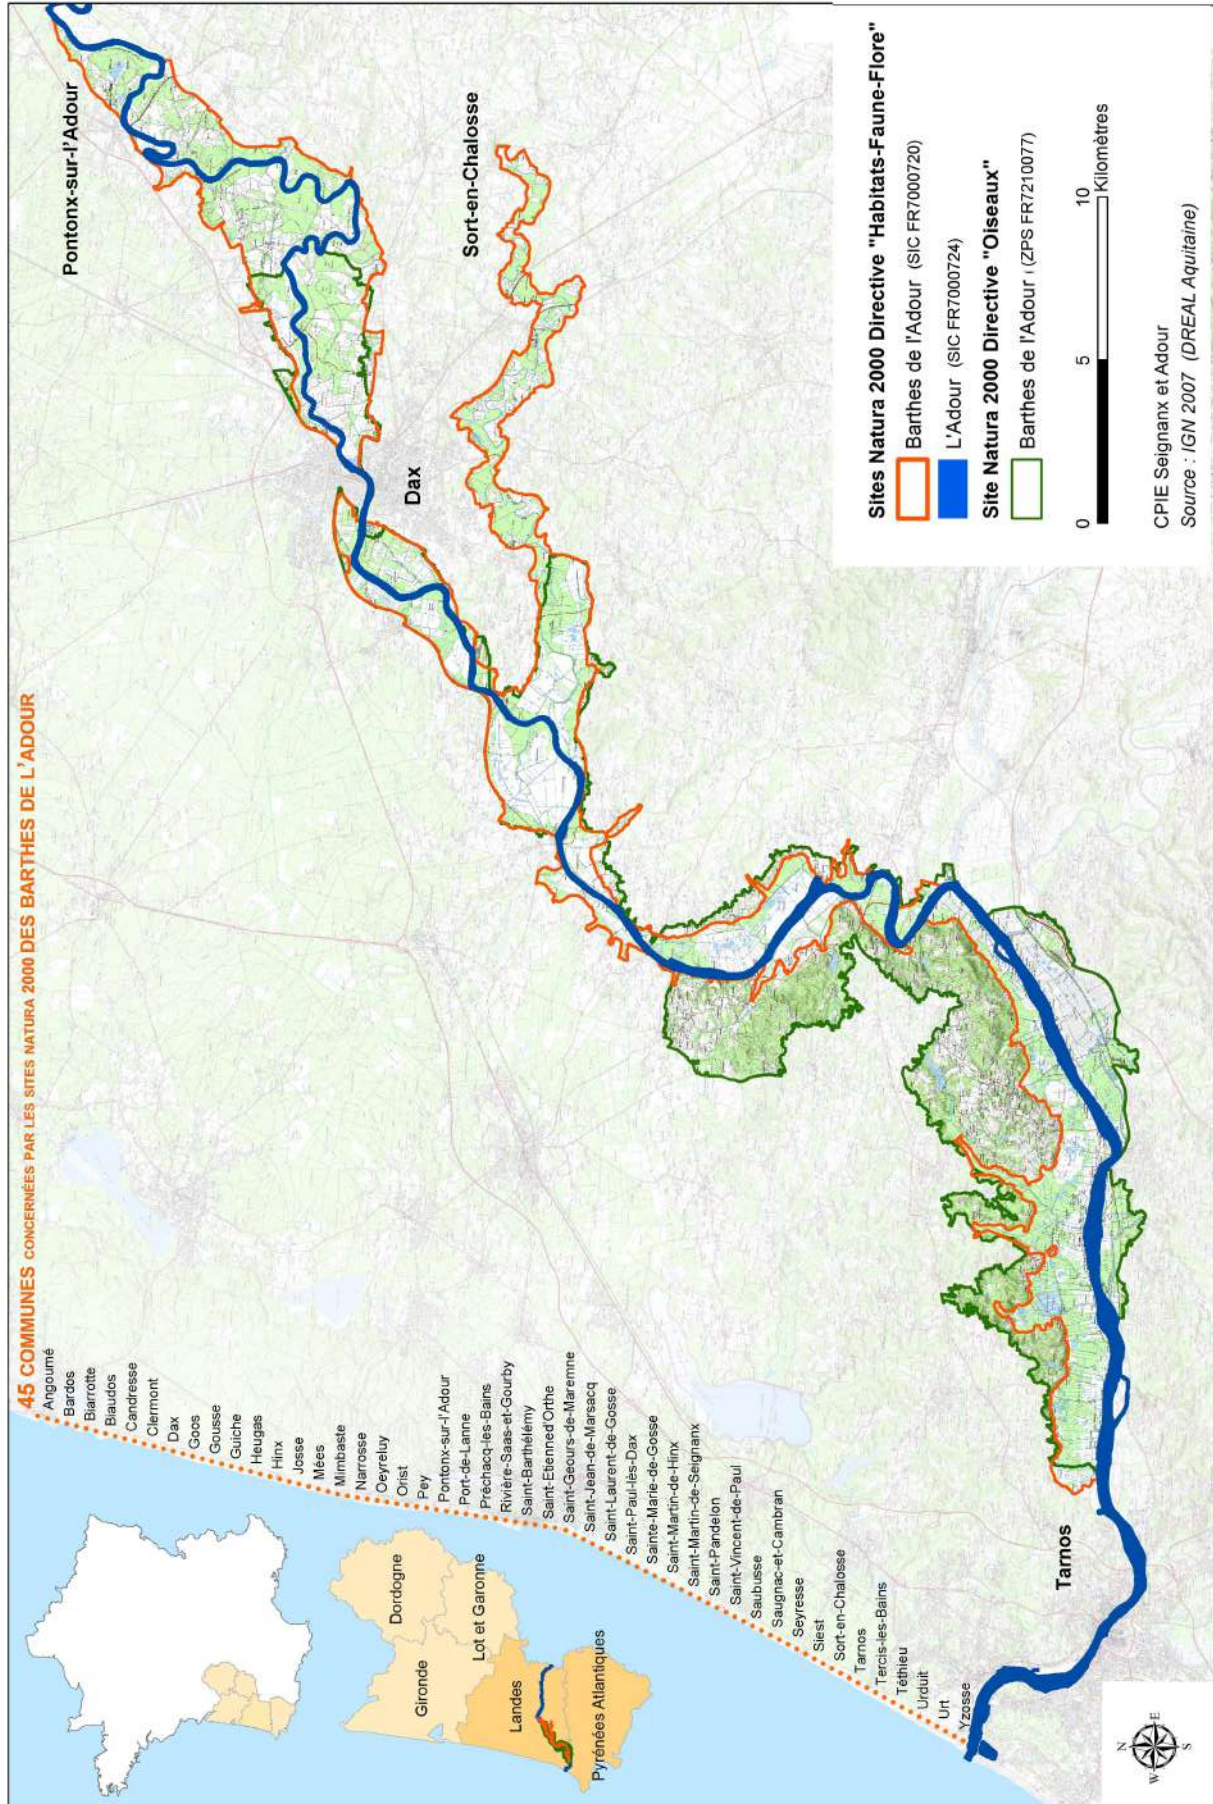 45 COMMUNES CONCERNÉES PAR LES SITES NATURA 2000 DES BARTHES DE L'ADOUR
Angoumé
Bardos
Biarrotte
Biaudos
Candresse
Clermont
Dax
Goos
Gousse
Guiche
Heugas
Hinx
Josse
Mées
Mimbaste
Narrosse
Oeyreluy
Orist
Pey
Pontonx-sur-l'Adour
Port-de-Lanne
Préchacq-les-Bains
Rivière-Saas-et-Gourby
Saint-Barthélémy
Saint-Etienned'Orthe
Saint-Geours-de-Maremne
Saint-Jean-de-Marsacq
Saint-Laurent-de-Gosse
Saint-Paul-lès-Dax
Sainte-Marie-de-Gosse
Saint-Martin-de-Hinx
Saint-Martin-de-Seignanx
Saint-Pandelon
Saint-Vincent-de-Paul
Saubusse
Saugnac-et-Cambran
Seyresse
Siest
Sort-en-Chalosse
Tarnos
Tercis-les-Bains
Téthieu
Urduit
Urt
Yzosse
Dordogne
Gironde
Lot et Garonne
Landes
Pyrénées Atlantiques
Pontonx-sur-l'Adour
Sort-en-Chalosse
Dax
Tarnos
N
W E
S
Sites Natura 2000 Directive "Habitats-Faune-Flore"
Barthes de l'Adour (SIC FR7000720)
L'Adour (SIC FR7000724)
Site Natura 2000 Directive "Oiseaux"
Barthes de l'Adour ((ZPS FR7210077)
0 5 10
Kilomètres
CPIE Seignanx et Adour
Source : IGN 2007 (DREAL Aquitaine)